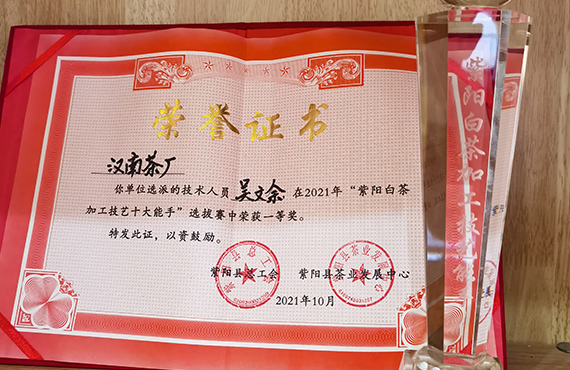 荣誉证书
汉南茶厂
你单位选派的技术人员 吴文余 在2021年“紫阳白茶
加工技艺十大能手”选拔赛中荣获一等奖。
特发此证，以资鼓励。
紫阳县总工会 紫阳县茶业发展中心
2021年10月
紫阳白茶加工技艺